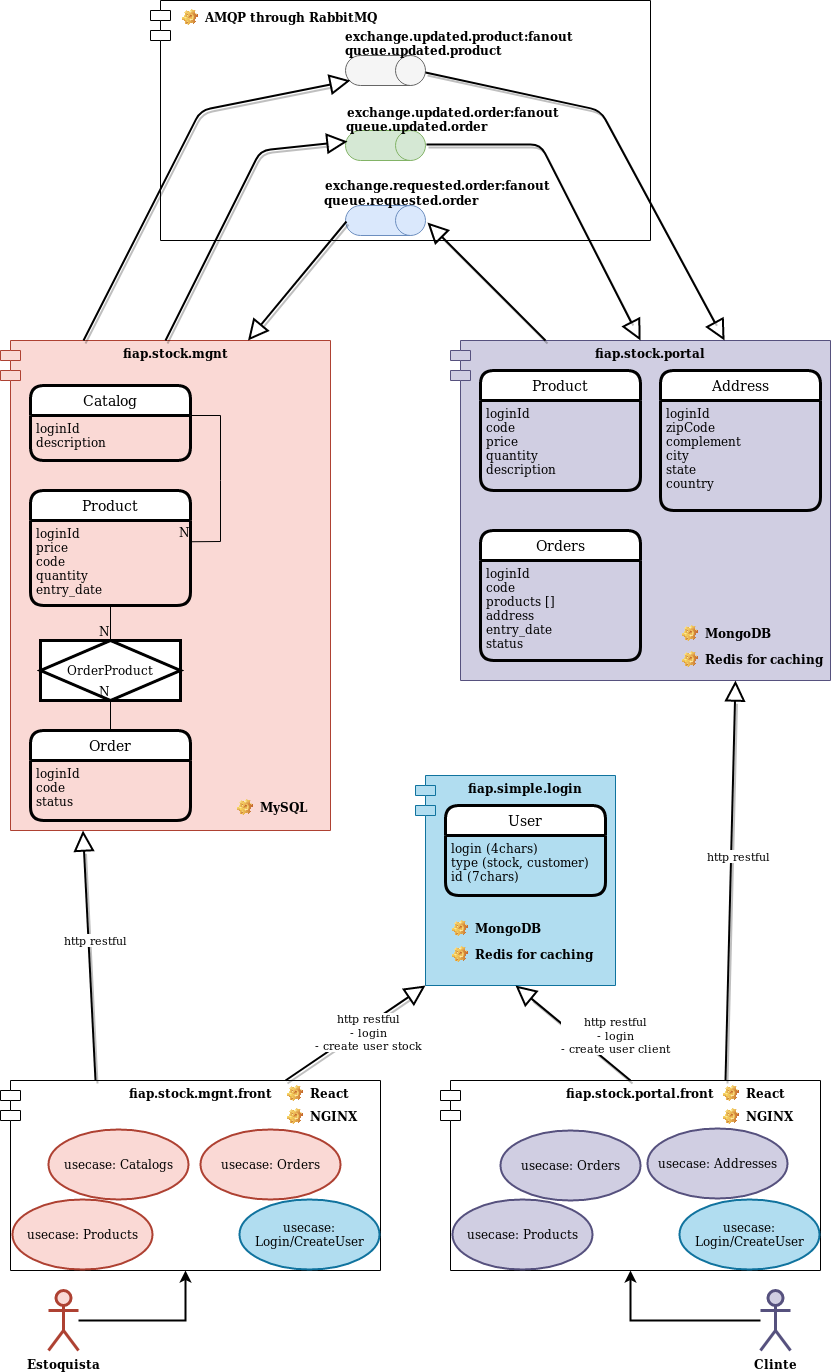 AMQP through RabbitMQ
exchange.updated.product:fanout
queue.updated.product
exchange.updated.order:fanout
queue.updated.order
exchange.requested.order:fanout
queue.requested.order
fiap.stock.mgnt
Catalog
loginId
description
Product
N
loginId
price
code
quantity
entry_date
N
OrderProduct
N
Order
loginId
code
status
MySQL
fiap.stock.portal
Product
loginId
code
price
quantity
description
Address
loginId
zipCode
complement
city
state
country
Orders
loginId
code
products []
address
entry_date
status
MongoDB
Redis for caching
fiap.simple.login
User
login (4chars)
type (stock, customer)
id (7chars)
MongoDB
Redis for caching
http restful
http restful
http restful
- login
- create user stock
http restful
- login
- create user client
fiap.stock.mgnt.front
React
NGINX
usecase: Catalogs
usecase: Orders
usecase: Products
usecase:
Login/CreateUser
fiap.stock.portal.front
React
NGINX
usecase: Orders
usecase: Addresses
usecase: Products
usecase:
Login/CreateUser
Estoquista
Clinte